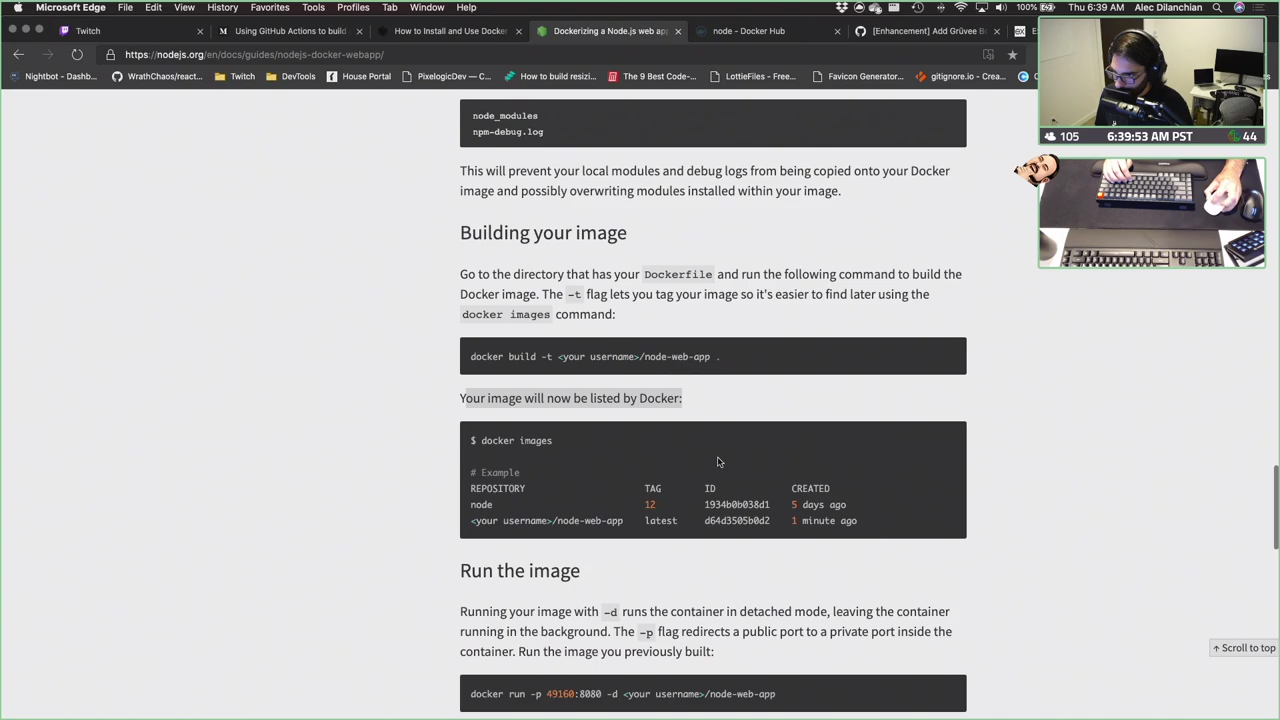 Microsoft Edge File Edit View History Favorites Tools Profiles Tab Window Help 100% Thu 6:39 AM Alec Dilanchian
Twitch × Using GitHub Actions to build × How to Install and Use Docker × Dockerizing a Node.js web app × node - Docker Hub × [Enhancement] Add Grüvee Bo
https://nodejs.org/en/docs/guides/nodejs-docker-webapp/
Nightbot - Dashb... WrathChaos/react... Twitch DevTools House Portal PixelogicDev — C... How to build resizi... The 9 Best Code-... LottieFiles - Free... Favicon Generator... gitignore.io - Crea...
105 6:39:53 AM PST 44
node_modules
npm-debug.log
This will prevent your local modules and debug logs from being copied onto your Docker
image and possibly overwriting modules installed within your image.
Building your image
Go to the directory that has your Dockerfile and run the following command to build the
Docker image. The -t flag lets you tag your image so it's easier to find later using the
docker images command:
docker build -t <your username>/node-web-app .
Your image will now be listed by Docker:
$ docker images
# Example
REPOSITORY TAG ID CREATED
node 12 1934b0b038d1 5 days ago
<your username>/node-web-app latest d64d3505b0d2 1 minute ago
Run the image
Running your image with -d runs the container in detached mode, leaving the container
running in the background. The -p flag redirects a public port to a private port inside the
container. Run the image you previously built:
↑ Scroll to top
docker run -p 49160:8080 -d <your username>/node-web-app